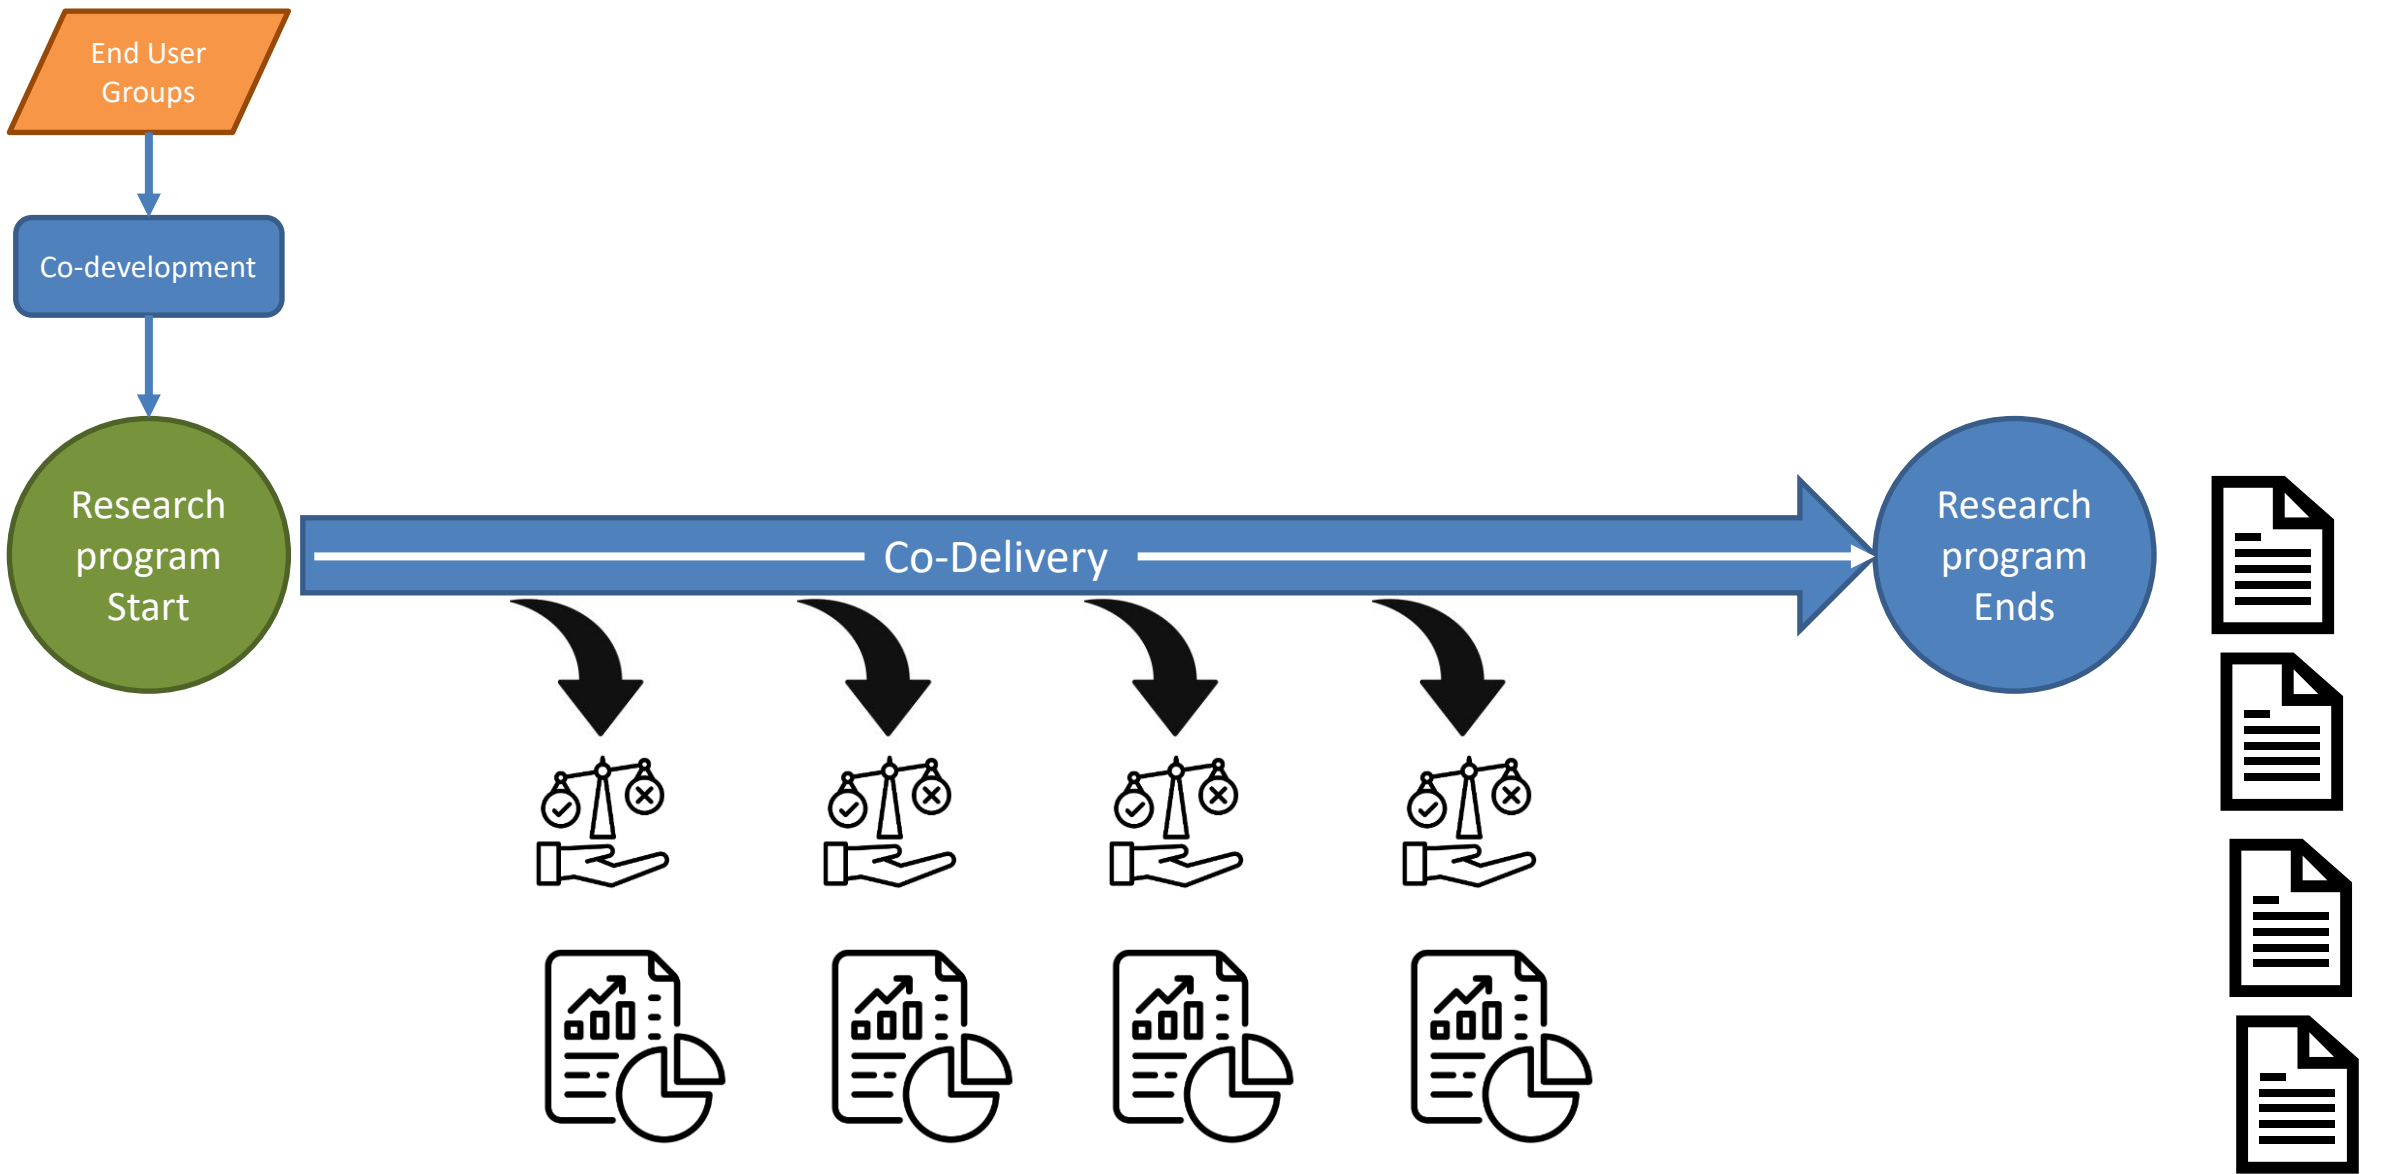 End User
Groups
Co-development
Research
program
Start
Co-Delivery
Research
program
Ends